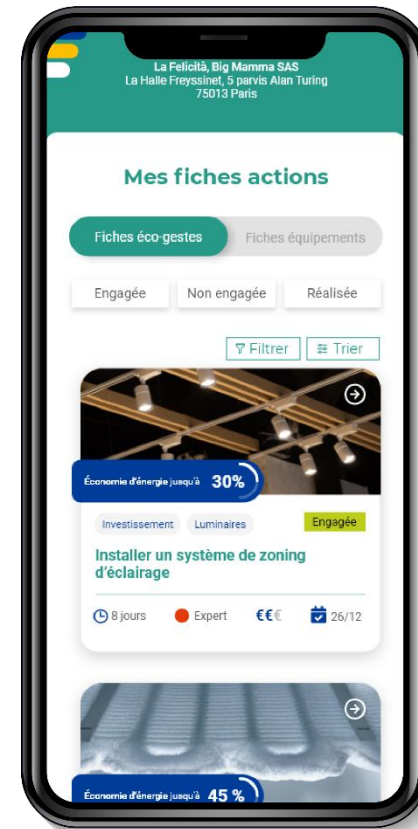 La Felicità, Big Mamma SAS
La Halle Freyssinet, 5 parvis Alan Turing
75013 Paris
Mes fiches actions
Fiches éco-gestes
Fiches équipements
Engagée
Non engagée
Réalisée
Filtrer
Trier
Économie d'énergie jusqu'à 30%
Investissement
Luminaires
Engagée
Installer un système de zoning
d'éclairage
8 jours
Expert
€€€
26/12
Économie d'énergie jusqu'à 45 %